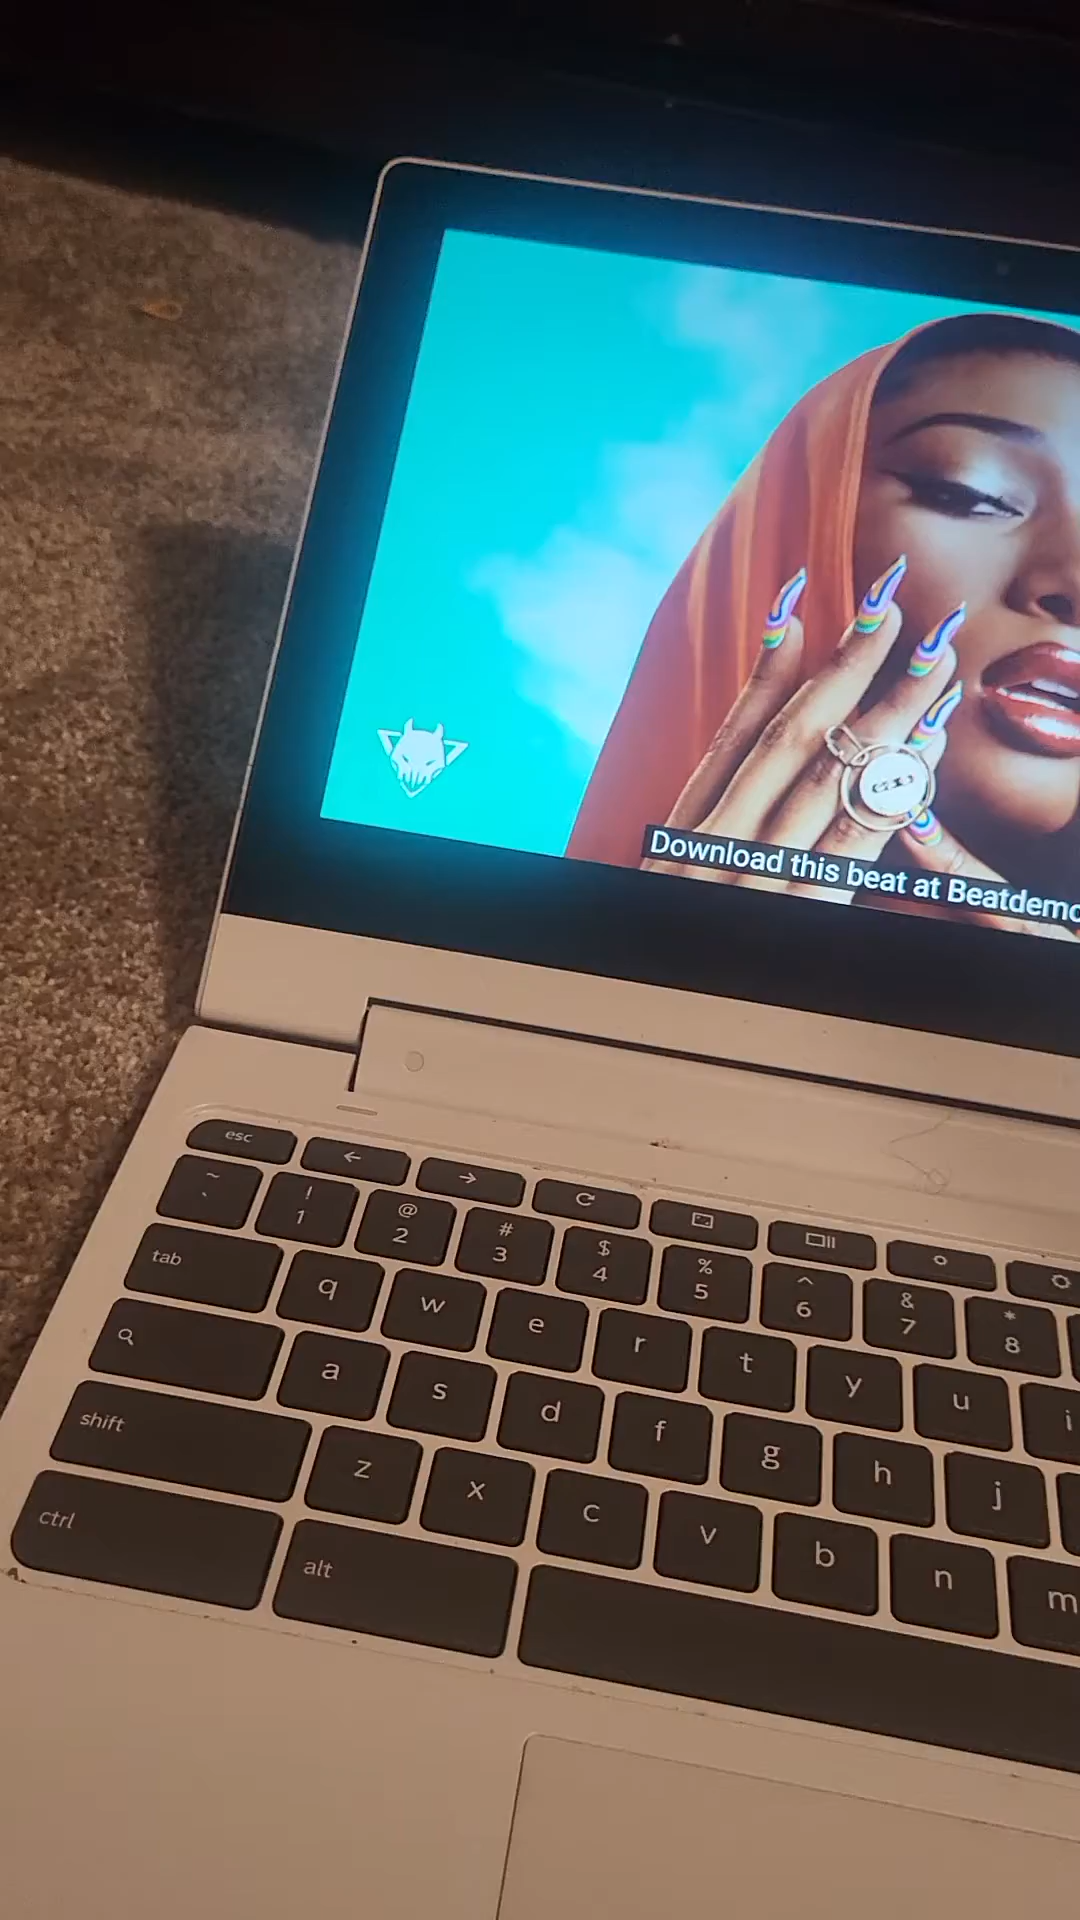 Download this beat at Beatdemo
esc
~
`
! 1
@ 2
# 3
$ 4
% 5
^ 6
& 7
* 8
tab q w e r t y u i
a s d f g h j
shift z x c v b n m
ctrl alt